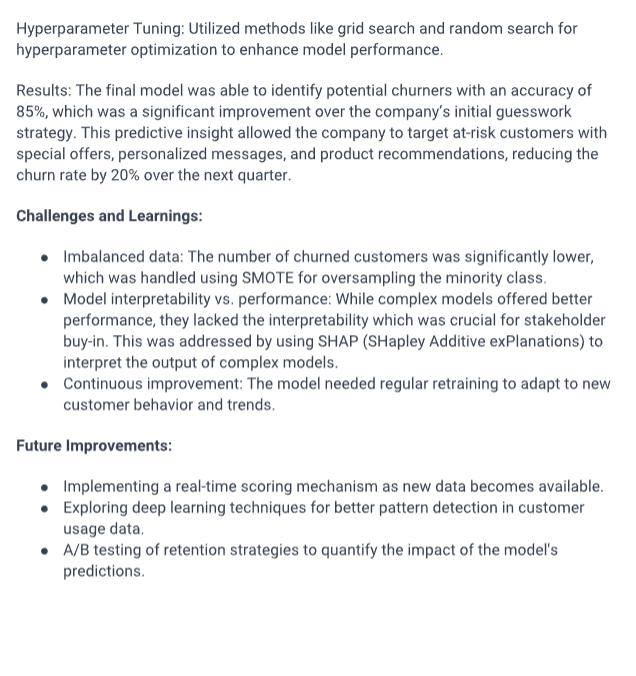 Hyperparameter Tuning: Utilized methods like grid search and random search for
hyperparameter optimization to enhance model performance.
Results: The final model was able to identify potential churners with an accuracy of
85%, which was a significant improvement over the company's initial guesswork
strategy. This predictive insight allowed the company to target at-risk customers with
special offers, personalized messages, and product recommendations, reducing the
churn rate by 20% over the next quarter.
Challenges and Learnings:
● Imbalanced data: The number of churned customers was significantly lower,
which was handled using SMOTE for oversampling the minority class.
● Model interpretability vs. performance: While complex models offered better
performance, they lacked the interpretability which was crucial for stakeholder
buy-in. This was addressed by using SHAP (SHapley Additive exPlanations) to
interpret the output of complex models.
● Continuous improvement: The model needed regular retraining to adapt to new
customer behavior and trends.
Future Improvements:
● Implementing a real-time scoring mechanism as new data becomes available.
● Exploring deep learning techniques for better pattern detection in customer
usage data.
● A/B testing of retention strategies to quantify the impact of the model's
predictions.